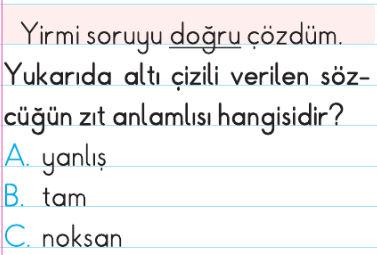 Yirmi soruyu doğru çözdüm.
Yukarıda altı çizili verilen söz-
cüğün zıt anlamlısı hangisidir?
A. yanlış
B. tam
C. noksan